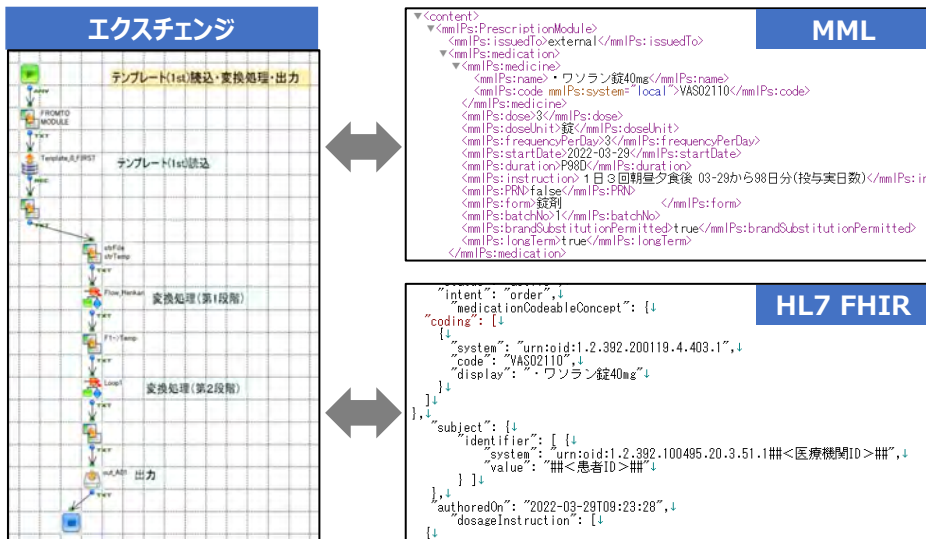 エクスチェンジ
テンプレート(1st)読込・変換処理・出力
FROMTO
MODULE
TXT
Template_0_FIRST
テンプレート(1st)読込
TXT
strFile
strTemp
TXT
Flow_Henkan
変換処理(第1段階)
TXT
TXT
Loop1
変換処理(第2段階)
TXT
TXT
out_AD1
出力
TXT
MML
▼<content>
▼<mmlPs:PrescriptionModule>
<mmlPs:issuedTo>external</mmlPs:issuedTo>
▼<mmlPs:medication>
▼<mmlPs:medicine>
<mmlPs:name>・ワソラン錠40mg</mmlPs:name>
<mmlPs:code mmlPs:system="local">VAS02110</mmlPs:code>
</mmlPs:medicine>
<mmlPs:dose>3</mmlPs:dose>
<mmlPs:doseUnit>錠</mmlPs:doseUnit>
<mmlPs:frequencyPerDay>3</mmlPs:frequencyPerDay>
<mmlPs:startDate>2022-03-29</mmlPs:startDate>
<mmlPs:duration>P98D</mmlPs:duration>
<mmlPs:instruction>１日３回朝昼夕食後 03-29から98日分(投与実日数)</mmlPs:in
<mmlPs:PRN>false</mmlPs:PRN>
<mmlPs:form>錠剤 </mmlPs:form>
<mmlPs:batchNo>1</mmlPs:batchNo>
<mmlPs:brandSubstitutionPermitted>true</mmlPs:brandSubstitutionPermitted>
<mmlPs:longTerm>true</mmlPs:longTerm>
</mmlPs:medication>
HL7 FHIR
"intent": "order",↓
"medicationCodeableConcept": {↓
"coding": [↓
{↓
"system": "urn:oid:1.2.392.200119.4.403.1",↓
"code": "VAS02110",↓
"display": "・ワソラン錠40mg"↓
}↓
]↓
},↓
"subject": {↓
"identifier": [ {↓
"system": "urn:oid:1.2.392.100495.20.3.51.1##<医療機関ID>##",↓
"value": "##<患者ID>##"↓
} ]↓
},↓
"authoredOn": "2022-03-29T09:23:28",↓
"dosageInstruction": [↓
{↓